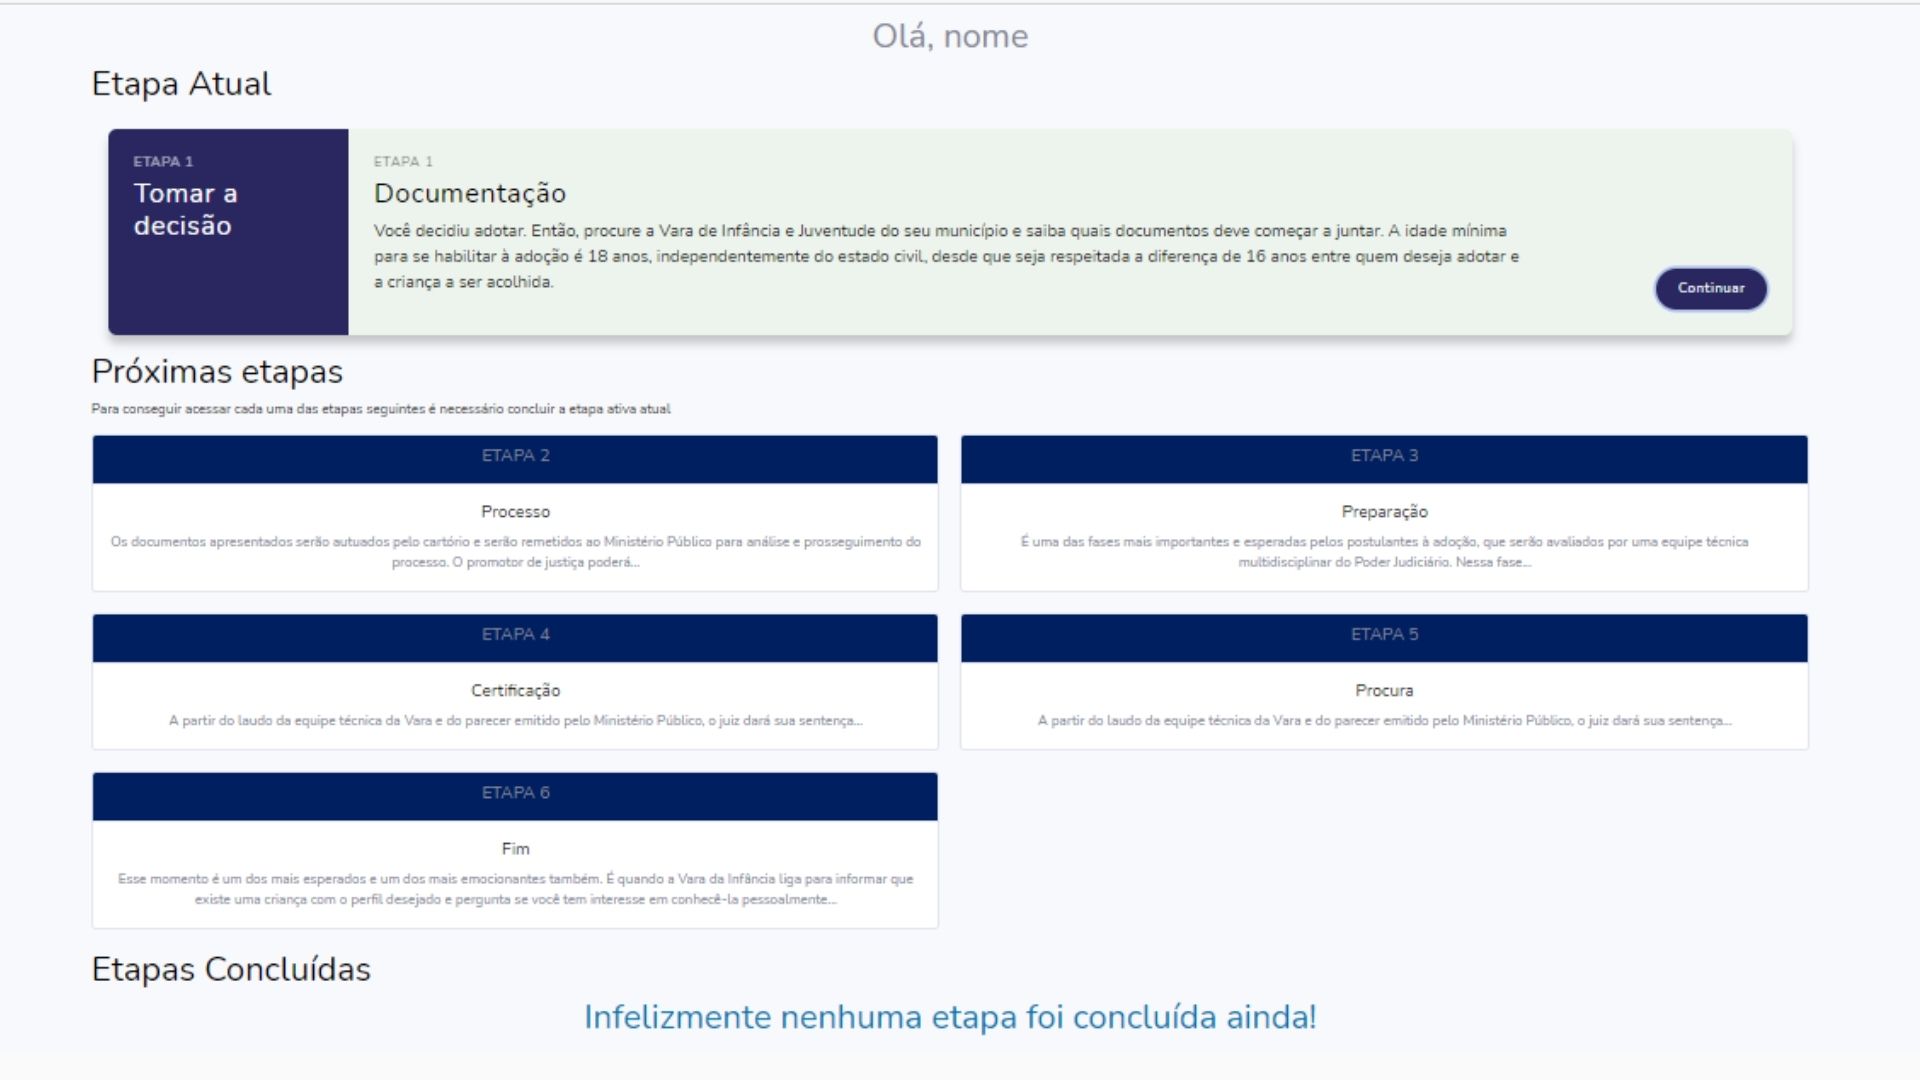 Olá, nome
Etapa Atual
ETAPA 1
Tomar a
decisão
ETAPA 1
Documentação
Você decidiu adotar. Então, procure a Vara de Infância e Juventude do seu município e saiba quais documentos deve começar a juntar. A idade mínima
para se habilitar à adoção é 18 anos, independentemente do estado civil, desde que seja respeitada a diferença de 16 anos entre quem deseja adotar e
a criança a ser acolhida.
Continuar
Próximas etapas
Para conseguir acessar cada uma das etapas seguintes é necessário concluir a etapa ativa atual
ETAPA 2
Processo
Os documentos apresentados serão autuados pelo cartório e serão remetidos ao Ministério Público para análise e prosseguimento do
processo. O promotor de justiça poderá...
ETAPA 3
Preparação
É uma das fases mais importantes e esperadas pelos postulantes à adoção, que serão avaliados por uma equipe técnica
multidisciplinar do Poder Judiciário. Nessa fase...
ETAPA 4
Certificação
A partir do laudo da equipe técnica da Vara e do parecer emitido pelo Ministério Público, o juiz dará sua sentença...
ETAPA 5
Procura
A partir do laudo da equipe técnica da Vara e do parecer emitido pelo Ministério Público, o juiz dará sua sentença...
ETAPA 6
Fim
Esse momento é um dos mais esperados e um dos mais emocionantes também. É quando a Vara da Infância liga para informar que
existe uma criança com o perfil desejado e pergunta se você tem interesse em conhecê-la pessoalmente...
Etapas Concluídas
Infelizmente nenhuma etapa foi concluída ainda!